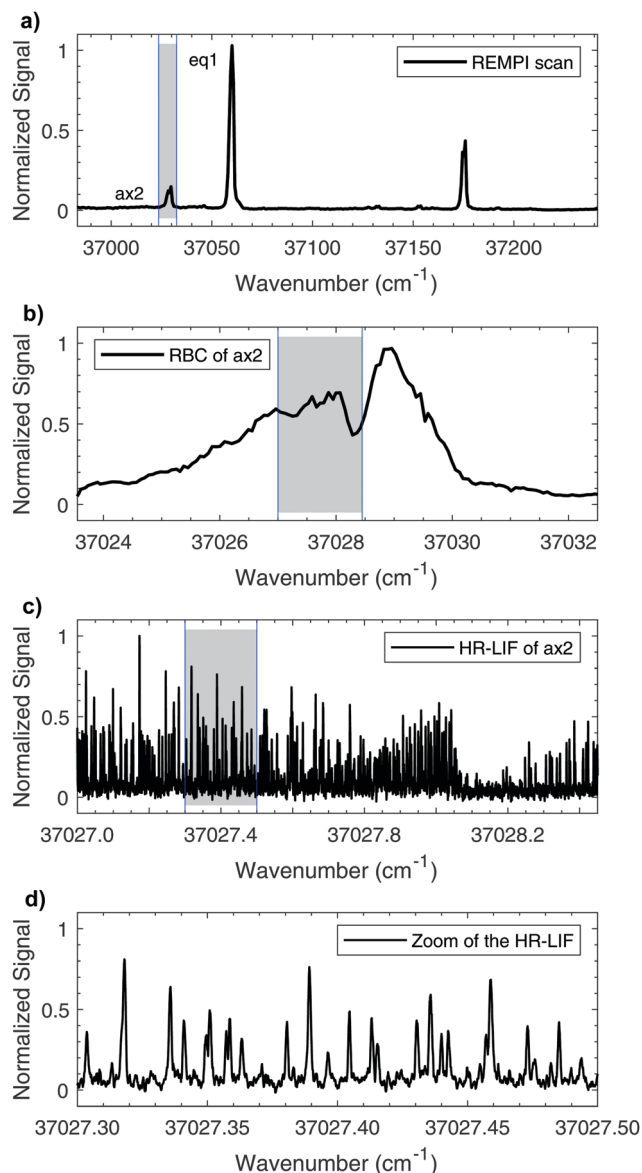 a)
Normalized Signal
1
0.5
0
eq1
ax2
REMPI scan
37000 37050 37100 37150 37200
Wavenumber (cm⁻¹)
b)
Normalized Signal
1
0.5
0
RBC of ax2
37024 37026 37028 37030 37032
Wavenumber (cm⁻¹)
c)
Normalized Signal
1
0.5
0
HR-LIF of ax2
37027.0 37027.4 37027.8 37028.2
Wavenumber (cm⁻¹)
d)
Normalized Signal
1
0.5
0
Zoom of the HR-LIF
37027.30 37027.35 37027.40 37027.45 37027.50
Wavenumber (cm⁻¹)